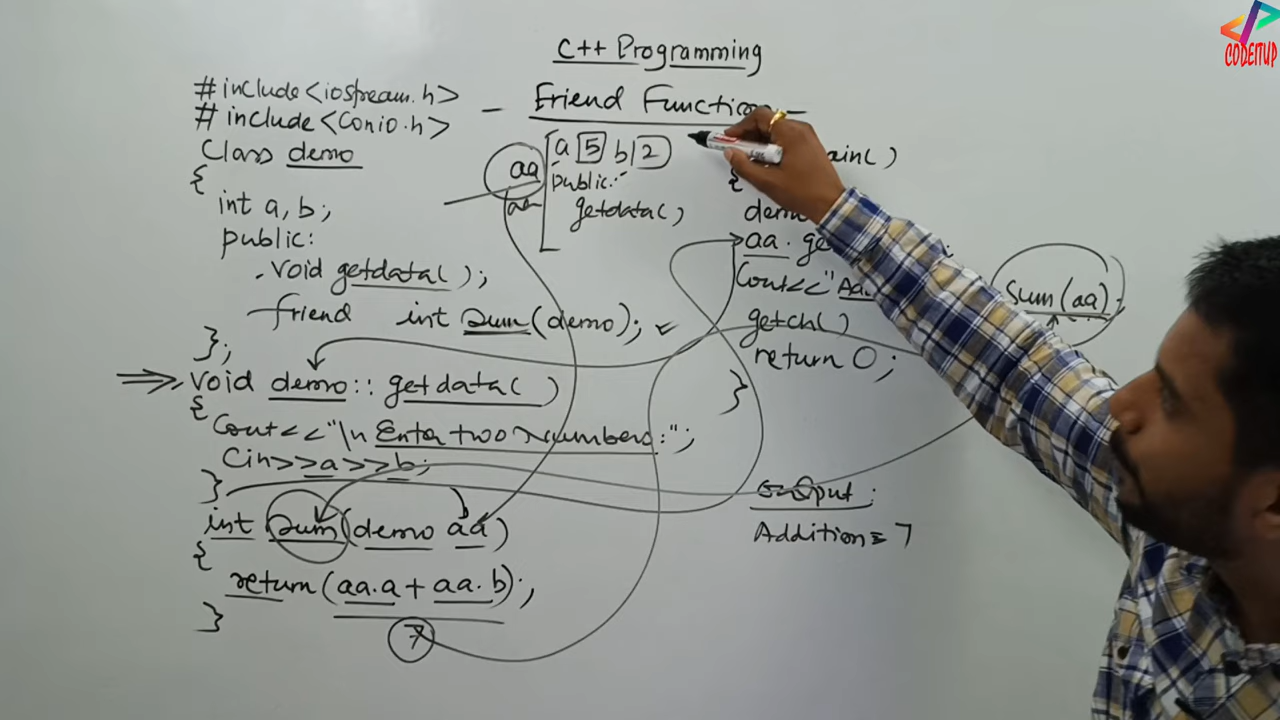 CODEITUP
C++ Programming
- Friend Function -
#include<iostream.h>
#include<conio.h>
Class demo
{
int a, b;
public:
void getdata();
friend int sum(demo);
};
void demo::getdata()
{
Cout<<"\n Enter two Numbers:";
Cin>>a>>b;
}
int sum(demo aa)
{
return(aa.a + aa.b);
}
7
aa
aa
a 5 b 2
public:
getdata()
{
aa.
Cout<<"
sum(aa);
getch()
return 0;
}
output:
Addition = 7